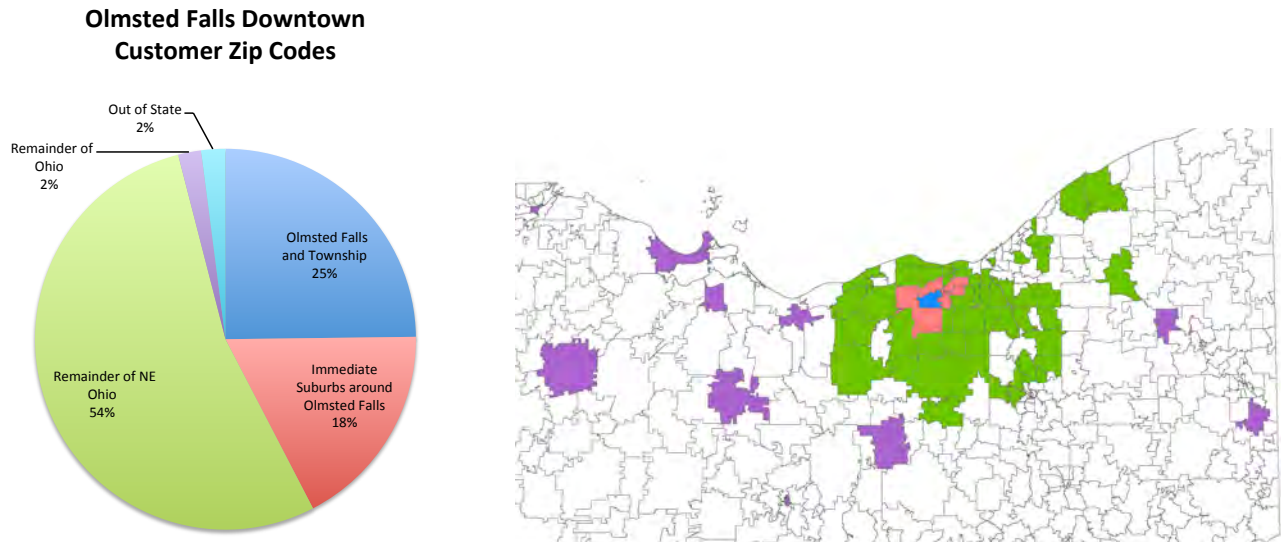 Olmsted Falls Downtown
Customer Zip Codes
Out of State
2%
Remainder of
Ohio
2%
Olmsted Falls
and Township
25%
Immediate
Suburbs around
Olmsted Falls
18%
Remainder of NE
Ohio
54%